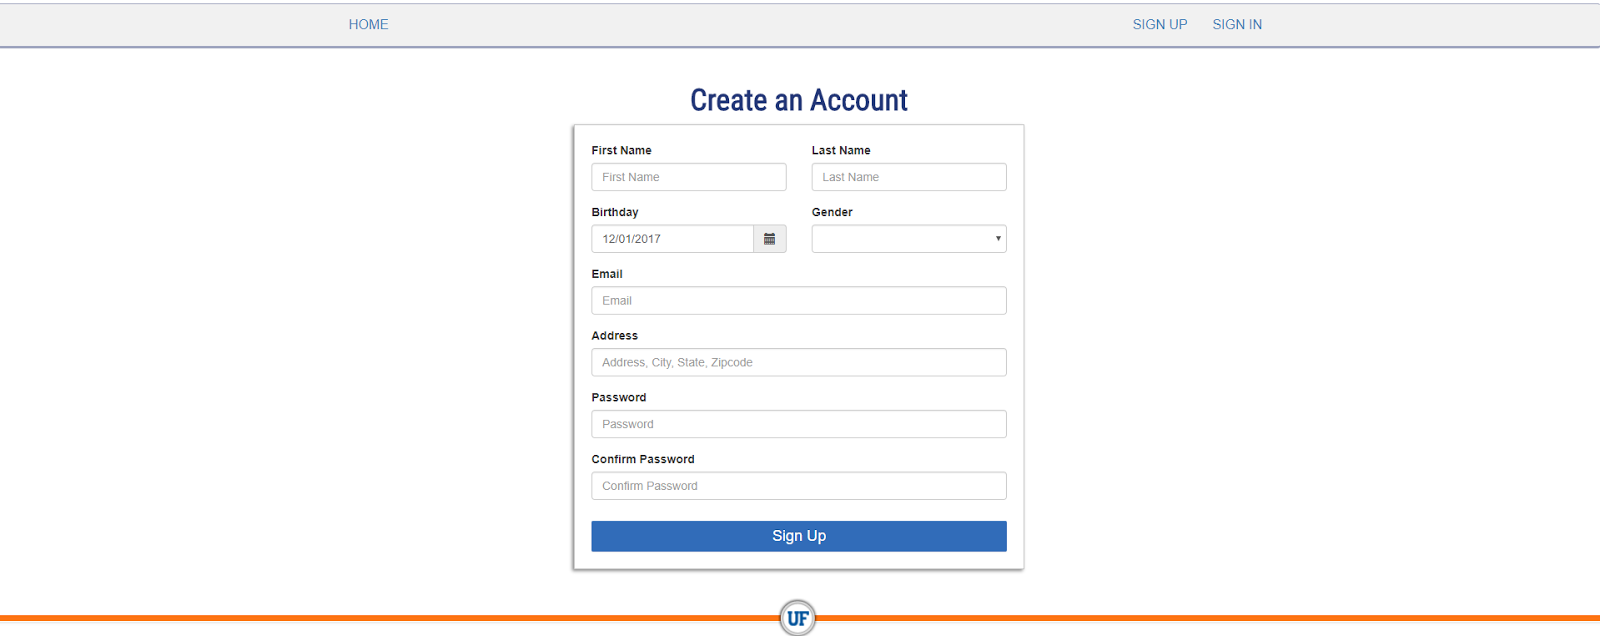 HOME SIGN UP SIGN IN
Create an Account
First Name Last Name
First Name Last Name
Birthday Gender
12/01/2017
Email
Email
Address
Address, City, State, Zipcode
Password
Password
Confirm Password
Confirm Password
Sign Up
UF